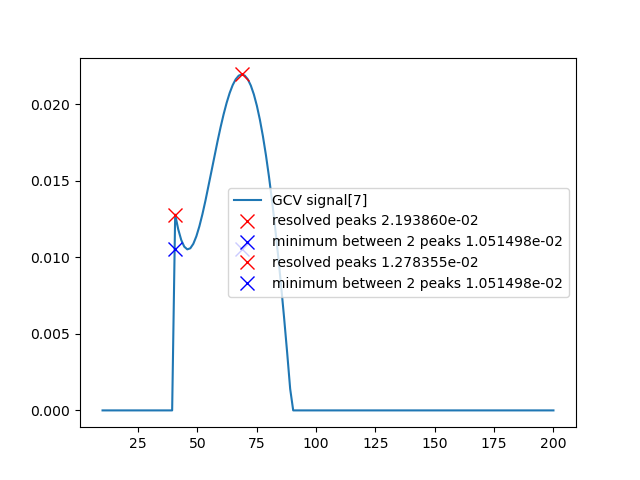 0.020
0.015
0.010
0.005
0.000
GCV signal[7]
resolved peaks 2.193860e-02
minimum between 2 peaks 1.051498e-02
resolved peaks 1.278355e-02
minimum between 2 peaks 1.051498e-02
25 50 75 100 125 150 175 200